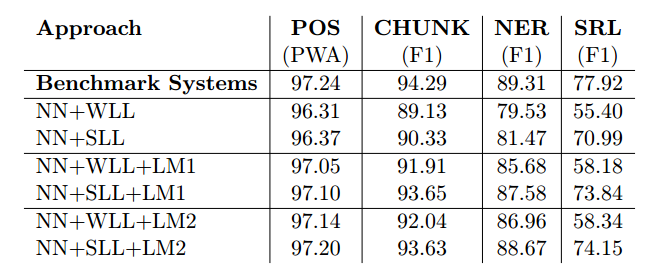 Approach POS CHUNK NER SRL
(PWA) (F1) (F1) (F1)
Benchmark Systems 97.24 94.29 89.31 77.92
NN+WLL 96.31 89.13 79.53 55.40
NN+SLL 96.37 90.33 81.47 70.99
NN+WLL+LM1 97.05 91.91 85.68 58.18
NN+SLL+LM1 97.10 93.65 87.58 73.84
NN+WLL+LM2 97.14 92.04 86.96 58.34
NN+SLL+LM2 97.20 93.63 88.67 74.15